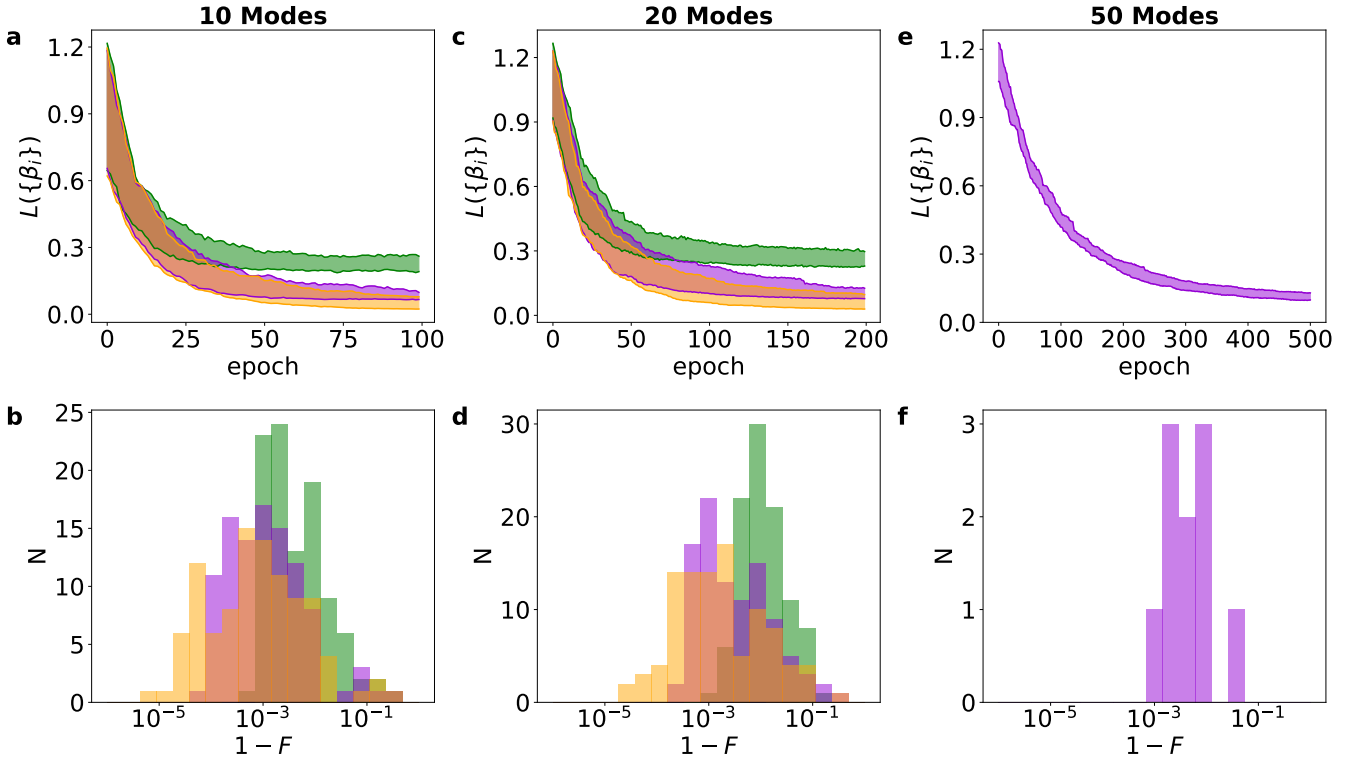 10 Modes
20 Modes
50 Modes
a
c
e
1.2
0.9
0.6
0.3
0.0
L({β_i})
0 25 50 75 100
epoch
1.2
0.9
0.6
0.3
0.0
L({β_i})
0 50 100 150 200
epoch
1.2
0.9
0.6
0.3
0.0
L({β_i})
0 100 200 300 400 500
epoch
b
d
f
25
20
15
10
5
0
N
10^{-5} 10^{-3} 10^{-1}
1 − F
30
20
10
0
N
10^{-5} 10^{-3} 10^{-1}
1 − F
3
2
1
0
N
10^{-5} 10^{-3} 10^{-1}
1 − F